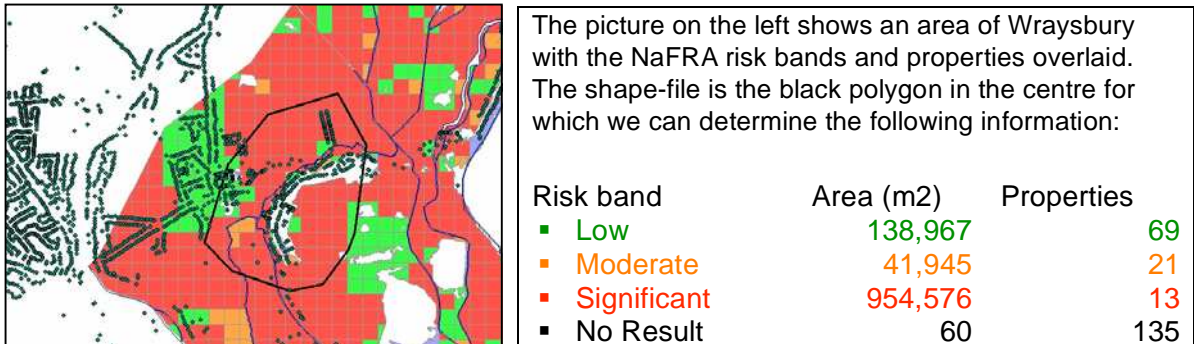 The picture on the left shows an area of Wraysbury
with the NaFRA risk bands and properties overlaid.
The shape-file is the black polygon in the centre for
which we can determine the following information:
Risk band Area (m2) Properties
▪ Low 138,967 69
▪ Moderate 41,945 21
▪ Significant 954,576 13
▪ No Result 60 135